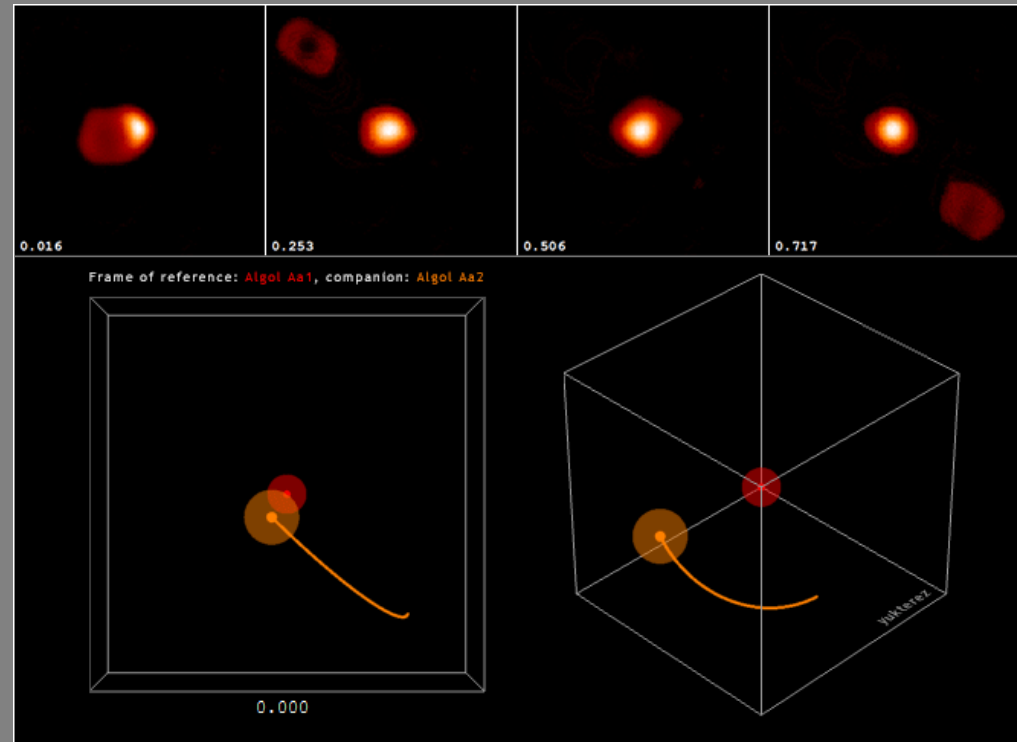 0.016
0.253
0.506
0.717
Frame of reference: Algol Aa1, companion: Algol Aa2
yukterez
0.000